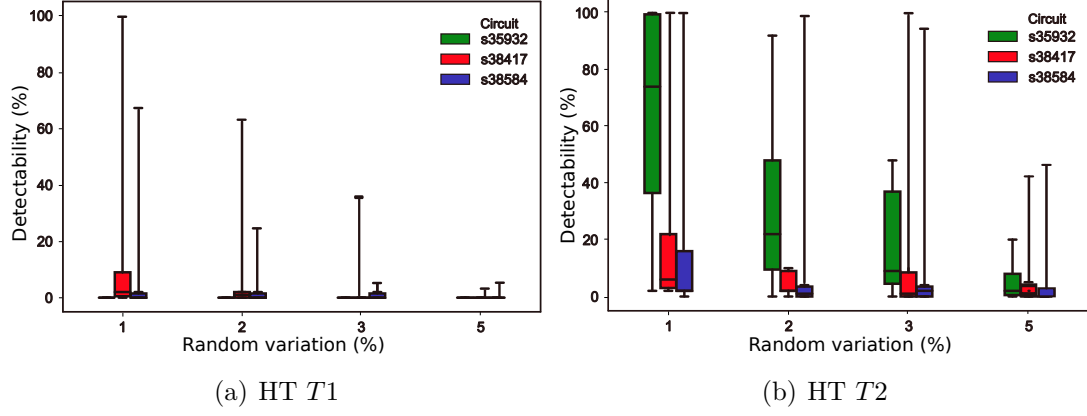 100
80
60
40
20
0
Detectability (%)
Circuit
s35932
s38417
s38584
1 2 3 5
Random variation (%)
(a) HT T1
100
80
60
40
20
0
Detectability (%)
Circuit
s35932
s38417
s38584
1 2 3 5
Random variation (%)
(b) HT T2